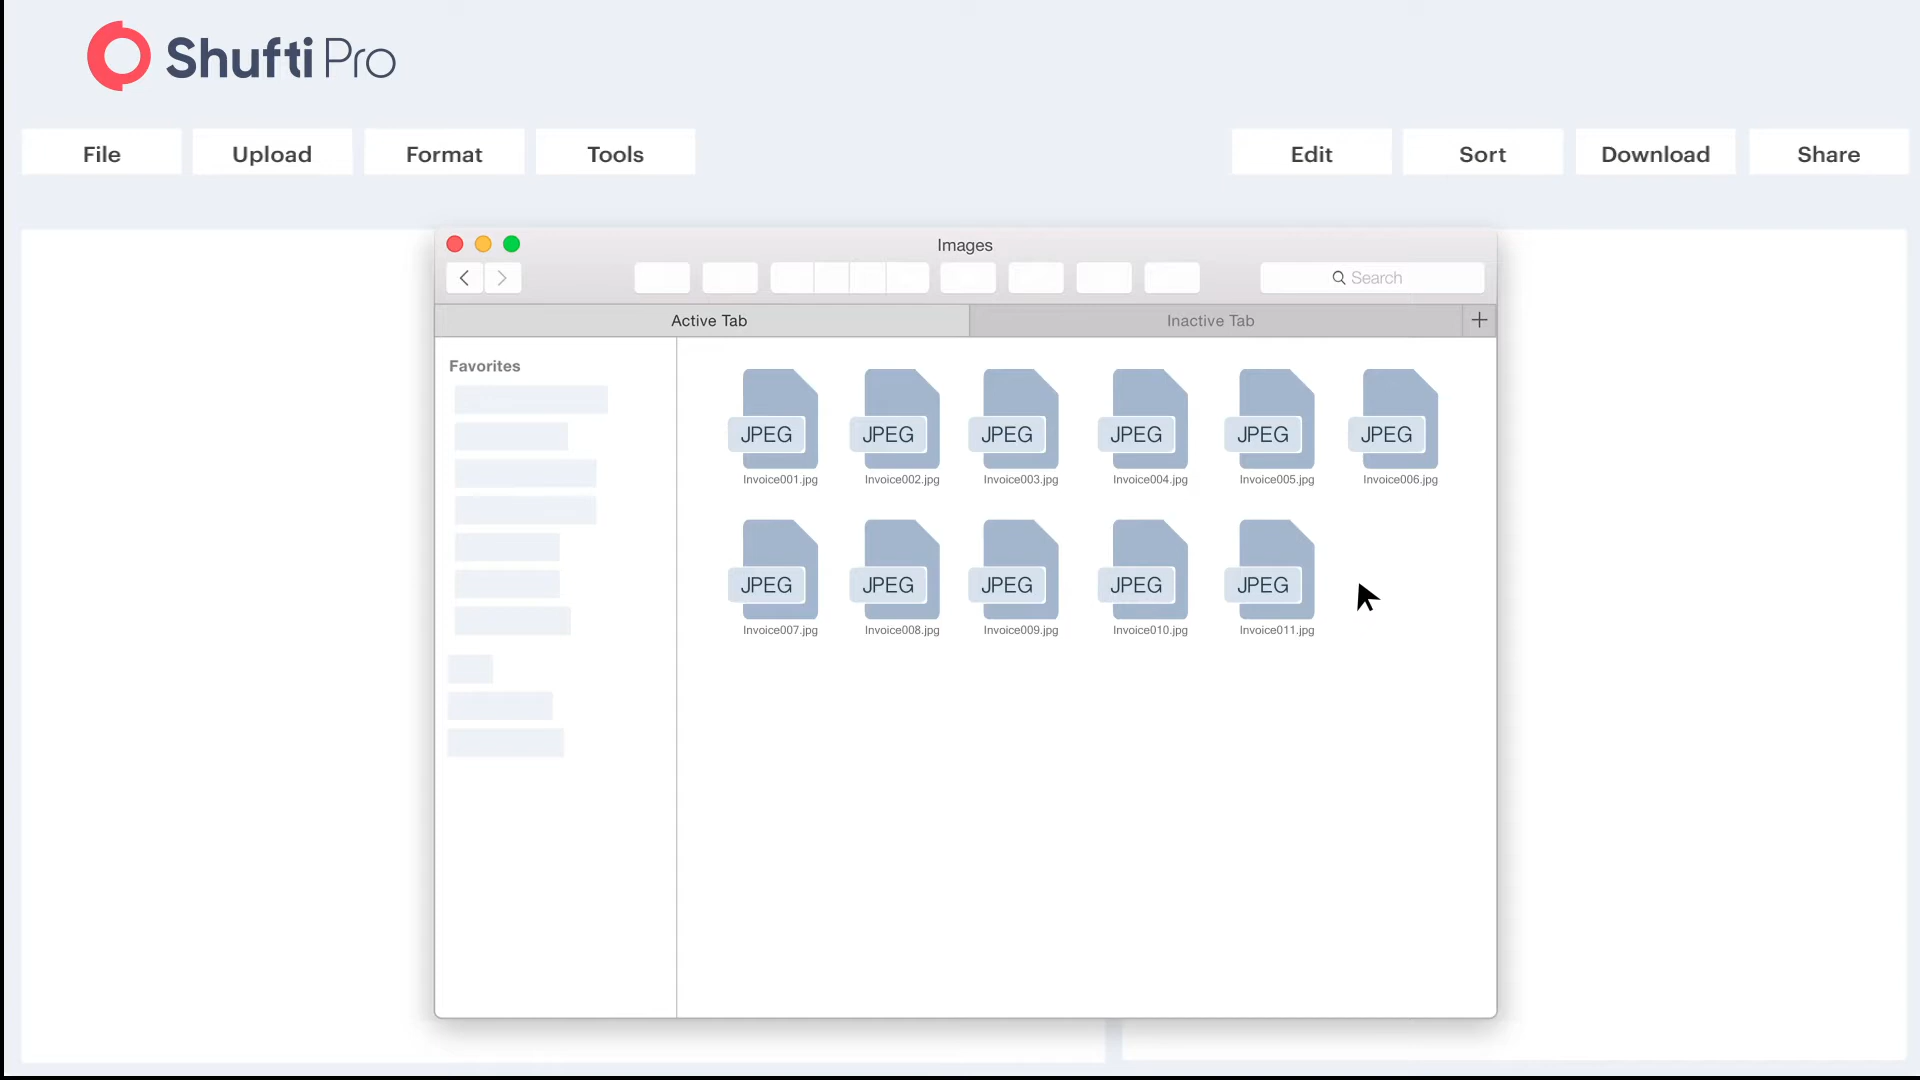 Shufti Pro
File Upload Format Tools Edit Sort Download Share
Images
Search
Active Tab Inactive Tab
Favorites
JPEG JPEG JPEG JPEG JPEG JPEG
Invoice001.jpg Invoice002.jpg Invoice003.jpg Invoice004.jpg Invoice005.jpg Invoice006.jpg
JPEG JPEG JPEG JPEG JPEG
Invoice007.jpg Invoice008.jpg Invoice009.jpg Invoice010.jpg Invoice011.jpg